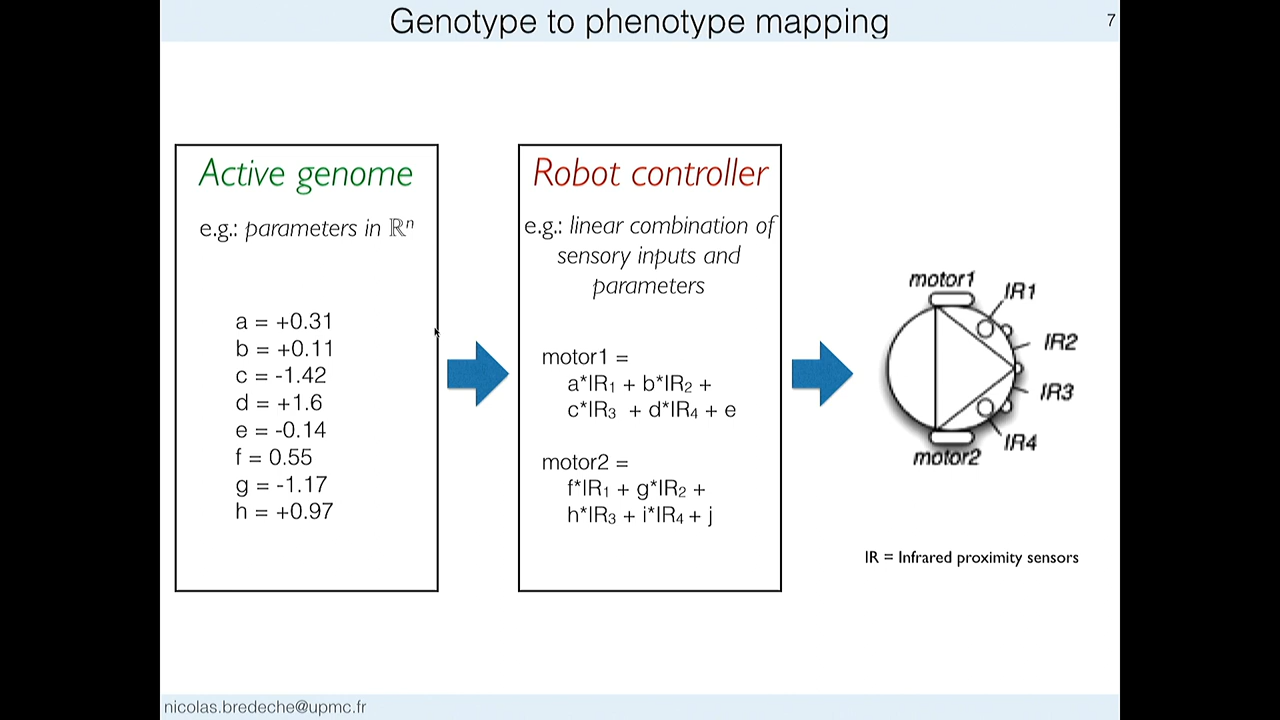 Genotype to phenotype mapping
7
Active genome
e.g.: parameters in ℝⁿ
a = +0.31
b = +0.11
c = -1.42
d = +1.6
e = -0.14
f = 0.55
g = -1.17
h = +0.97
Robot controller
e.g.: linear combination of
sensory inputs and
parameters
motor1 =
a*IR₁ + b*IR₂ +
c*IR₃ + d*IR₄ + e
motor2 =
f*IR₁ + g*IR₂ +
h*IR₃ + i*IR₄ + j
motor1
IR1
IR2
IR3
IR4
motor2
IR = Infrared proximity sensors
nicolas.bredeche@upmc.fr